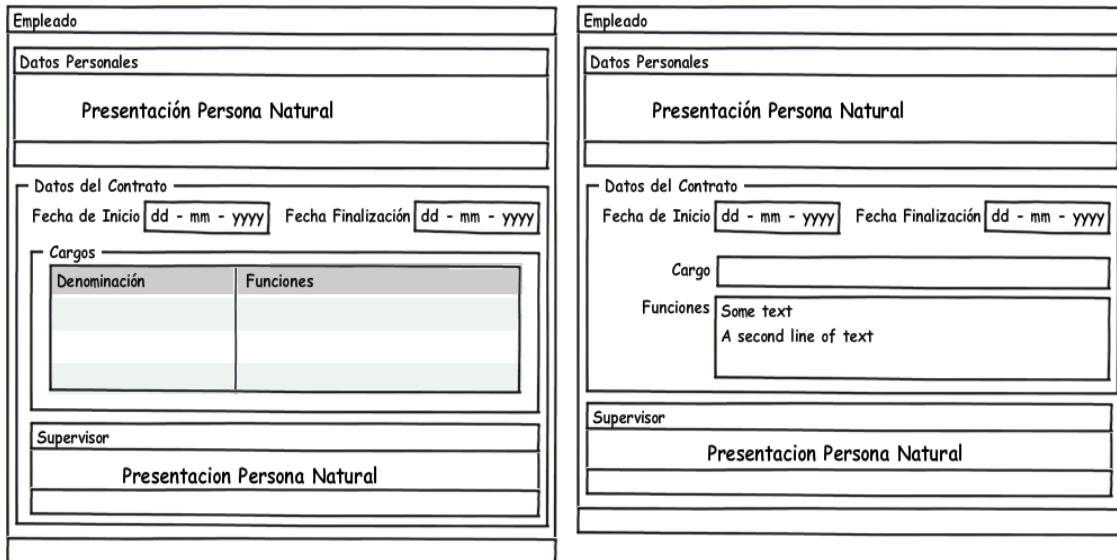 Empleado
Datos Personales
Presentación Persona Natural
Datos del Contrato
Fecha de Inicio dd - mm - yyyy Fecha Finalización dd - mm - yyyy
Cargos
Denominación Funciones
Supervisor
Presentacion Persona Natural
Empleado
Datos Personales
Presentación Persona Natural
Datos del Contrato
Fecha de Inicio dd - mm - yyyy Fecha Finalización dd - mm - yyyy
Cargo
Funciones Some text
A second line of text
Supervisor
Presentacion Persona Natural